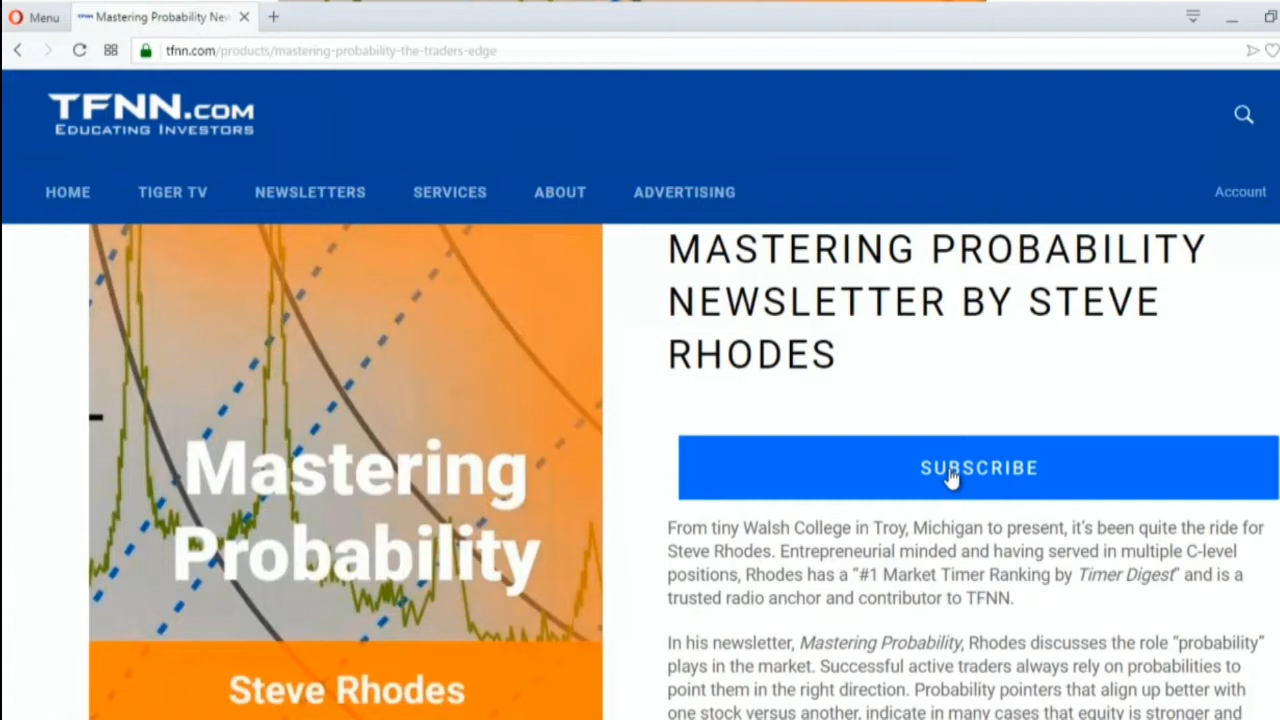 Menu
Mastering Probability New
tfnn.com/products/mastering-probability-the-traders-edge
TFNN.COM
EDUCATING INVESTORS
HOME
TIGER TV
NEWSLETTERS
SERVICES
ABOUT
ADVERTISING
Account
Mastering
Probability
Steve Rhodes
MASTERING PROBABILITY
NEWSLETTER BY STEVE
RHODES
SUBSCRIBE
From tiny Walsh College in Troy, Michigan to present, it's been quite the ride for
Steve Rhodes. Entrepreneurial minded and having served in multiple C-level
positions, Rhodes has a “#1 Market Timer Ranking by Timer Digest” and is a
trusted radio anchor and contributor to TFNN.
In his newsletter, Mastering Probability, Rhodes discusses the role “probability”
plays in the market. Successful active traders always rely on probabilities to
point them in the right direction. Probability pointers that align up better with
one stock versus another, indicate in many cases that equity is stronger and